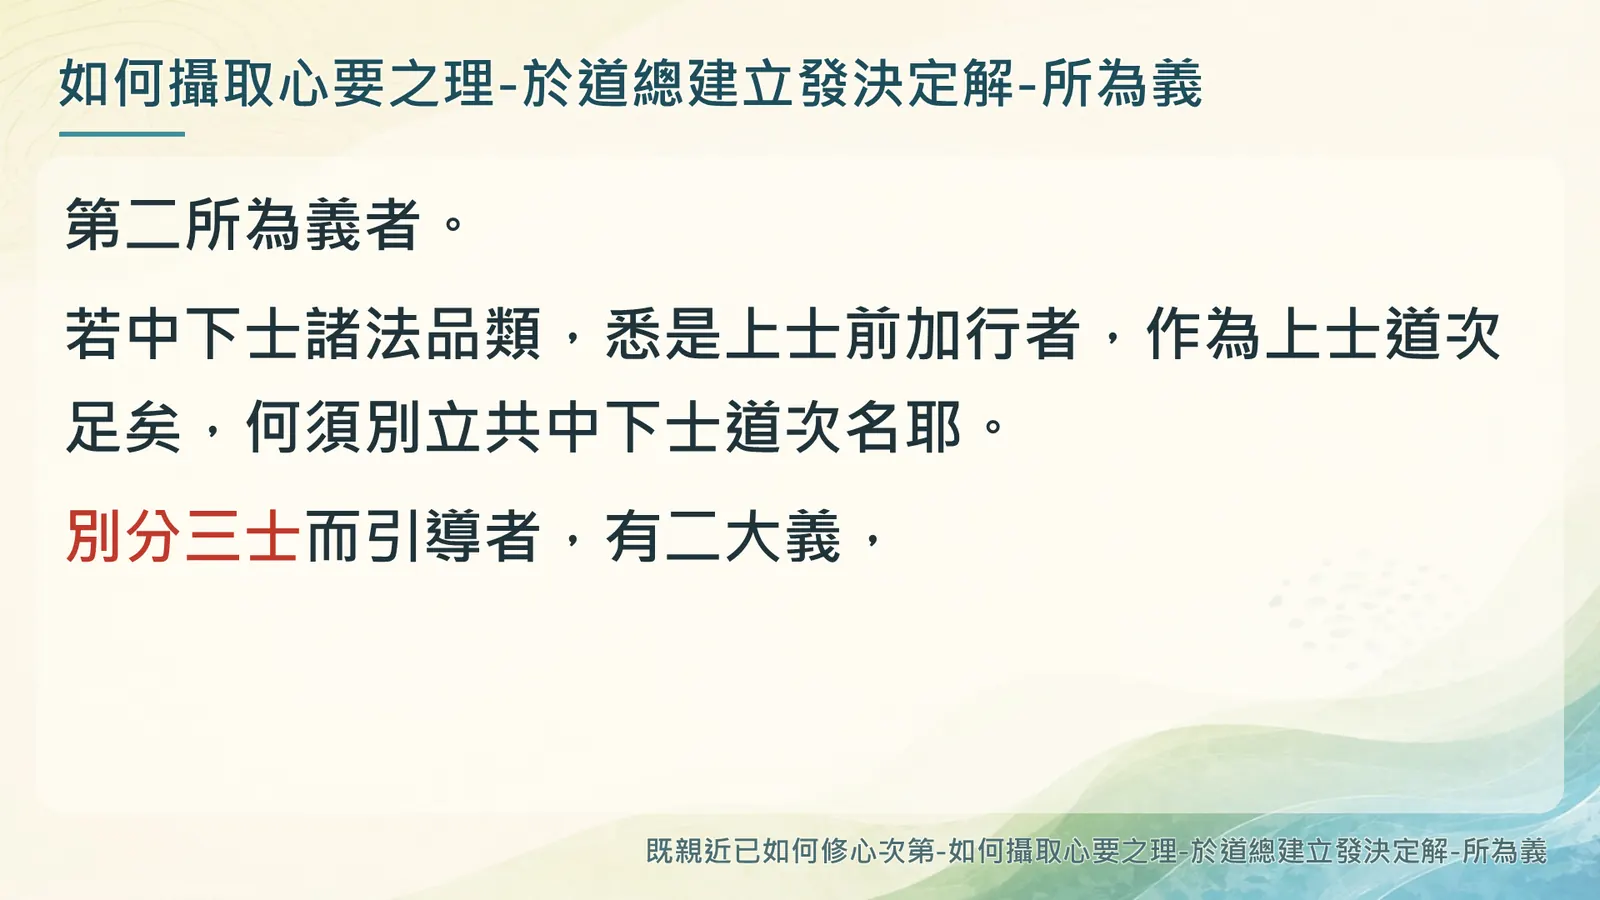 如何攝取心要之理-於道總建立發決定解-所為義
第二所為義者。
若中下士諸法品類，悉是上士前加行者，作為上士道次
足矣，何須別立共中下士道次名耶。
別分三士而引導者，有二大義，
既親近已如何修心次第-如何攝取心要之理-於道總建立發決定解-所為義